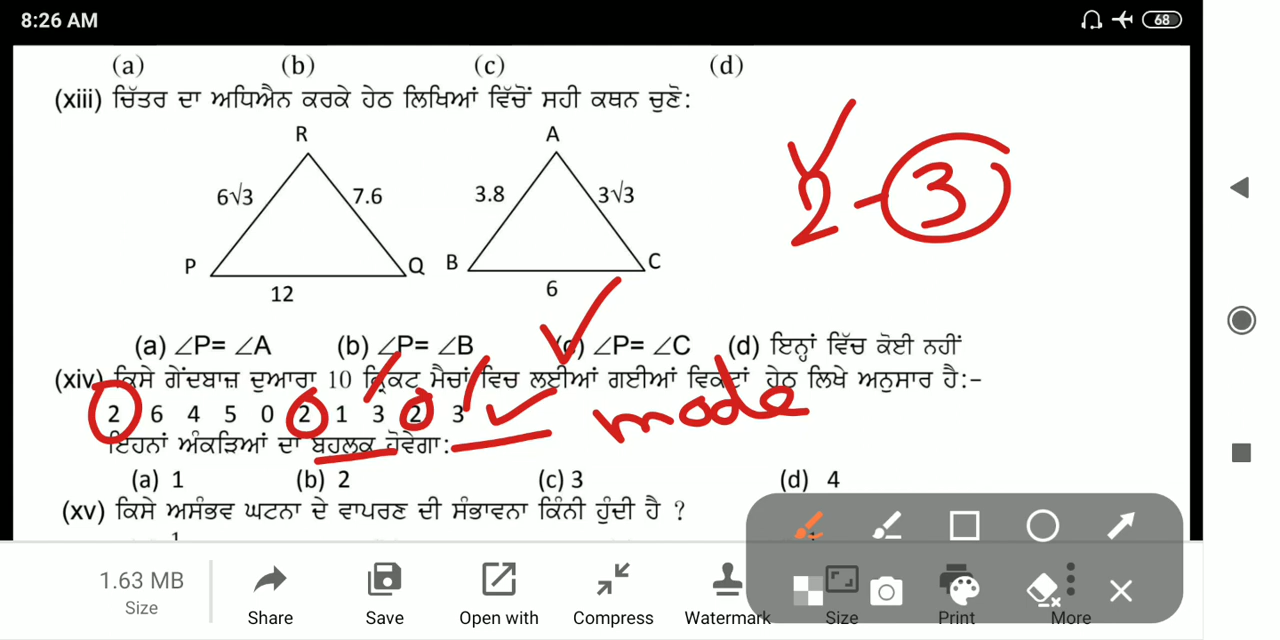 8:26 AM
68
(a) (b) (c) (d)
(xiii) ਚਿੱਤਰ ਦਾ ਅਧਿਐਨ ਕਰਕੇ ਹੇਠ ਲਿਖਿਆਂ ਵਿੱਚੋਂ ਸਹੀ ਕਥਨ ਚੁਣੋ:
R A
6√3 7.6 3.8 3√3
P Q B C
12 6
2 - 3
(a) ∠P= ∠A (b) ∠P= ∠B (c) ∠P= ∠C (d) ਇਨ੍ਹਾਂ ਵਿੱਚ ਕੋਈ ਨਹੀਂ
(xiv) ਕਿਸੇ ਗੇਂਦਬਾਜ਼ ਦੁਆਰਾ 10 ਕ੍ਰਿਕਟ ਮੈਚਾਂ ਵਿਚ ਲਈਆਂ ਗਈਆਂ ਵਿਕਟਾਂ ਹੇਠ ਲਿਖੇ ਅਨੁਸਾਰ ਹੈ:-
2 6 4 5 0 2 1 3 2 3 mode
ਇਹਨਾਂ ਅੰਕੜਿਆਂ ਦਾ ਬਹੁਲਕ ਹੋਵੇਗਾ:
(a) 1 (b) 2 (c) 3 (d) 4
(xv) ਕਿਸੇ ਅਸੰਭਵ ਘਟਨਾ ਦੇ ਵਾਪਰਣ ਦੀ ਸੰਭਾਵਨਾ ਕਿੰਨੀ ਹੁੰਦੀ ਹੈ ?
1.63 MB
Size
Share Save Open with Compress Watermark Size Print More